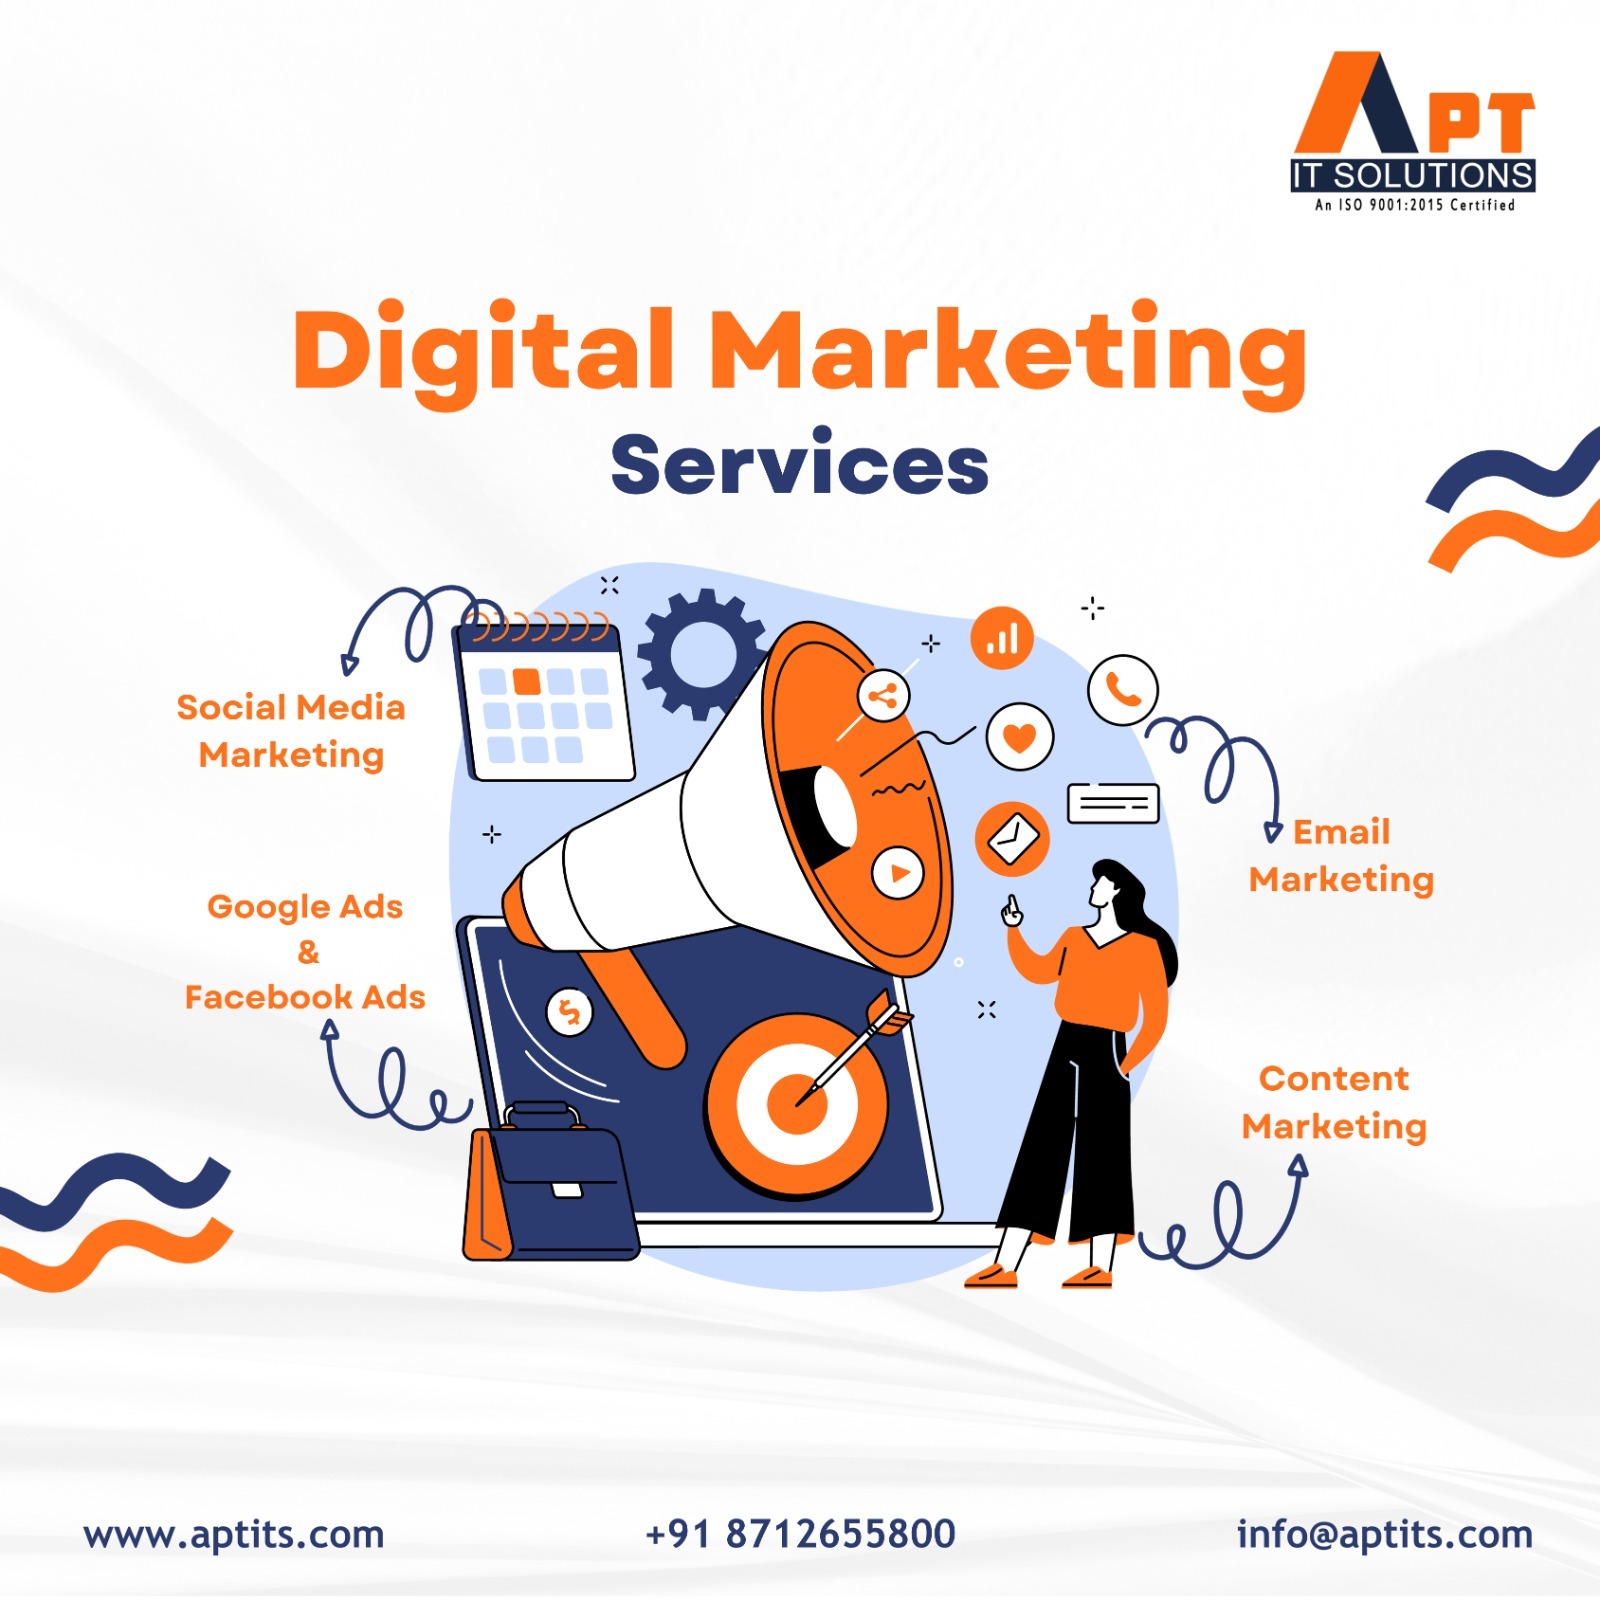 APT
IT SOLUTIONS
An ISO 9001:2015 Certified
Digital Marketing
Services
Social Media
Marketing
Google Ads
&
Facebook Ads
Email
Marketing
Content
Marketing
www.aptits.com
+91 8712655800
info@aptits.com